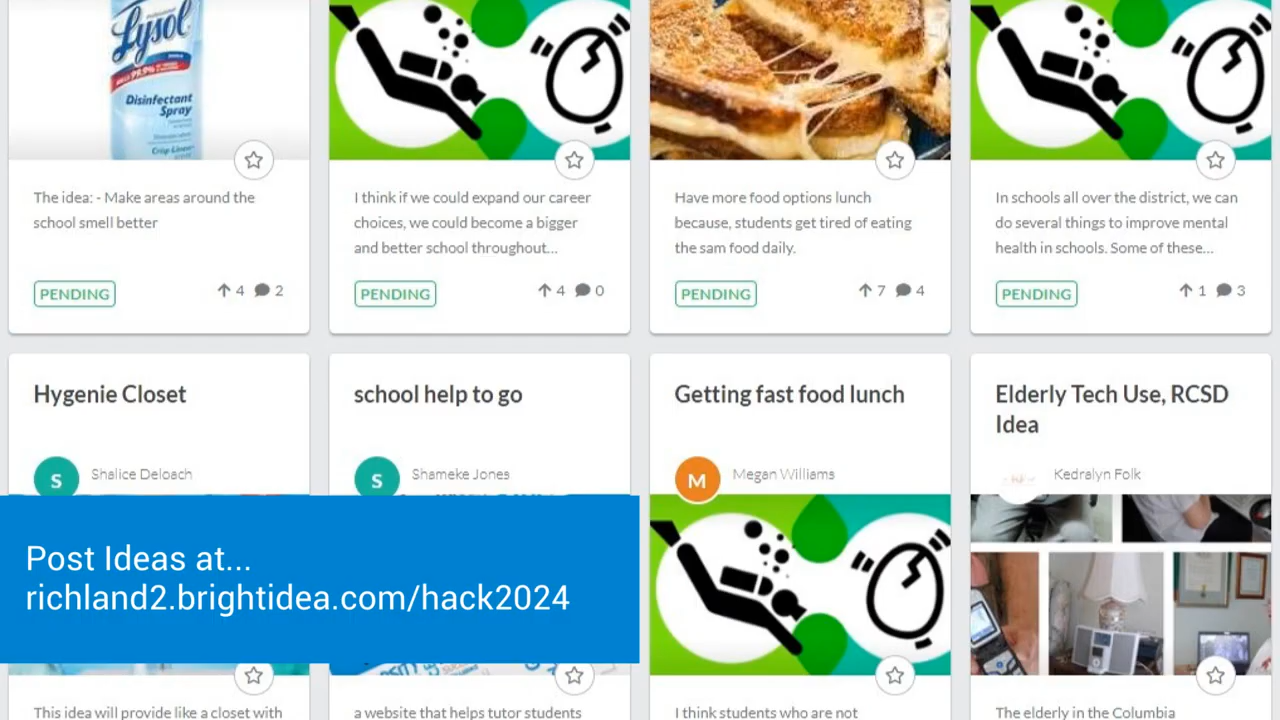 Lysol
KILLS 99.9%
Disinfectant
Spray
Crisp Linen
The idea: - Make areas around the
school smell better
PENDING
4 2
I think if we could expand our career
choices, we could become a bigger
and better school throughout...
PENDING
4 0
Have more food options lunch
because, students get tired of eating
the sam food daily.
PENDING
7 4
In schools all over the district, we can
do several things to improve mental
health in schools. Some of these...
PENDING
1 3
Hygenie Closet
S Shalice Deloach
school help to go
S Shameke Jones
Getting fast food lunch
M Megan Williams
Elderly Tech Use, RCSD
Idea
Kedralyn Folk
Post Ideas at...
richland2.brightidea.com/hack2024
This idea will provide like a closet with
a website that helps tutor students
I think students who are not
The elderly in the Columbia